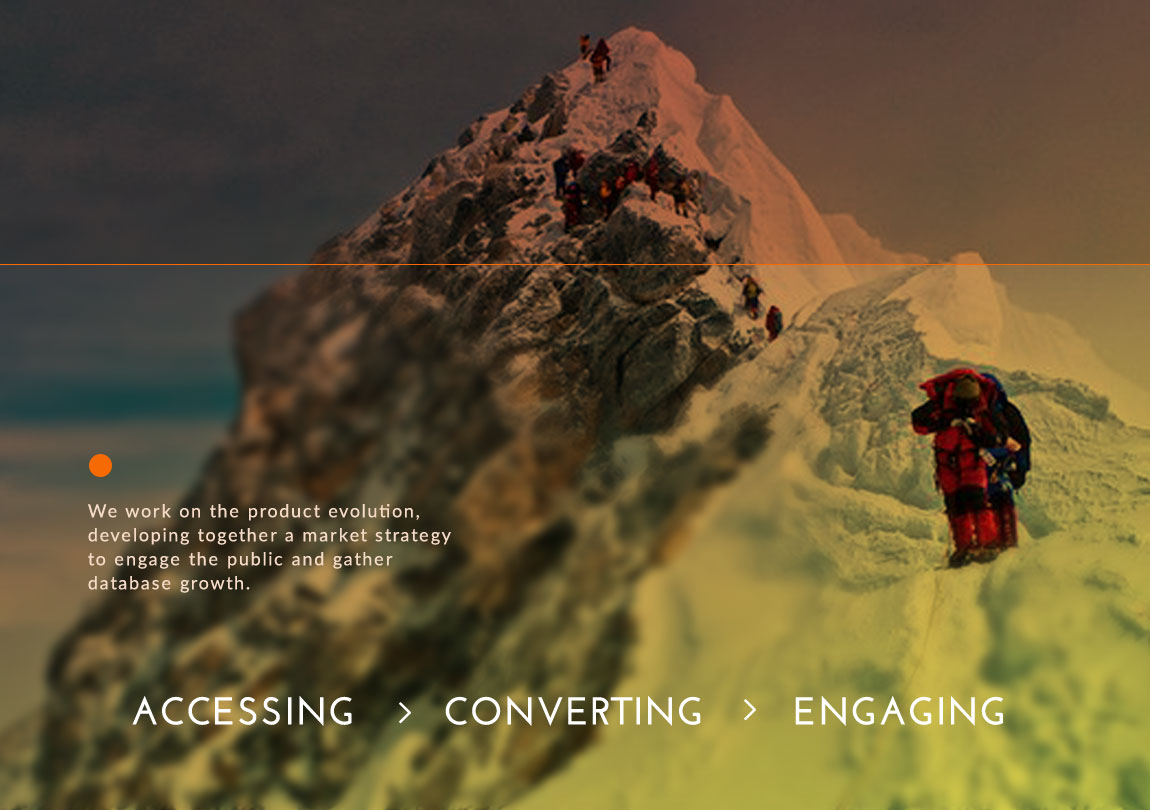 We work on the product evolution,
developing together a market strategy
to engage the public and gather
database growth.
ACCESSING > CONVERTING > ENGAGING